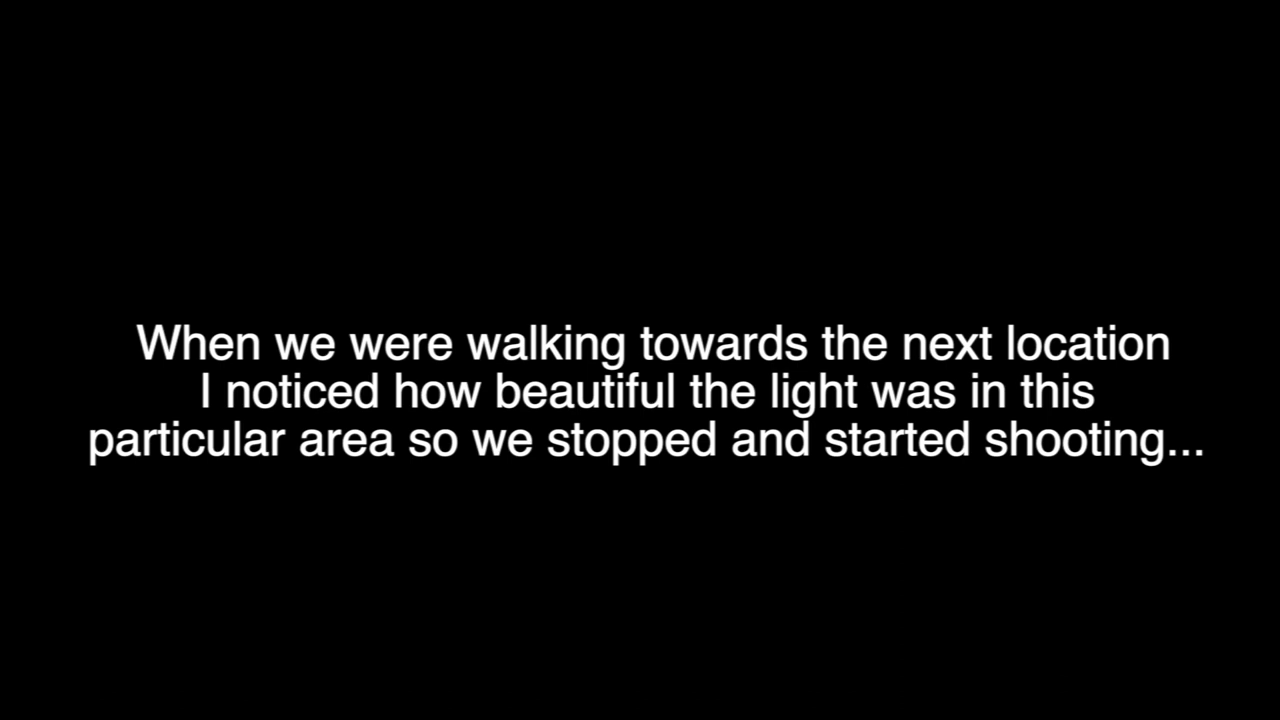 When we were walking towards the next location
I noticed how beautiful the light was in this
particular area so we stopped and started shooting...